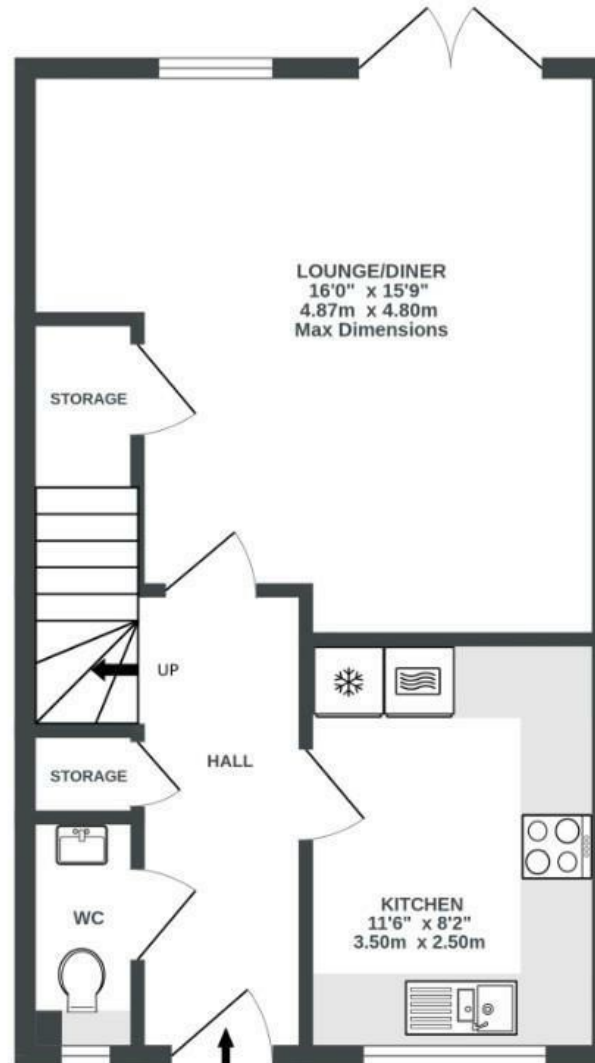 LOUNGE/DINER
16'0" x 15'9"
4.87m x 4.80m
Max Dimensions
STORAGE
UP
HALL
STORAGE
KITCHEN
11'6" x 8'2"
3.50m x 2.50m
WC